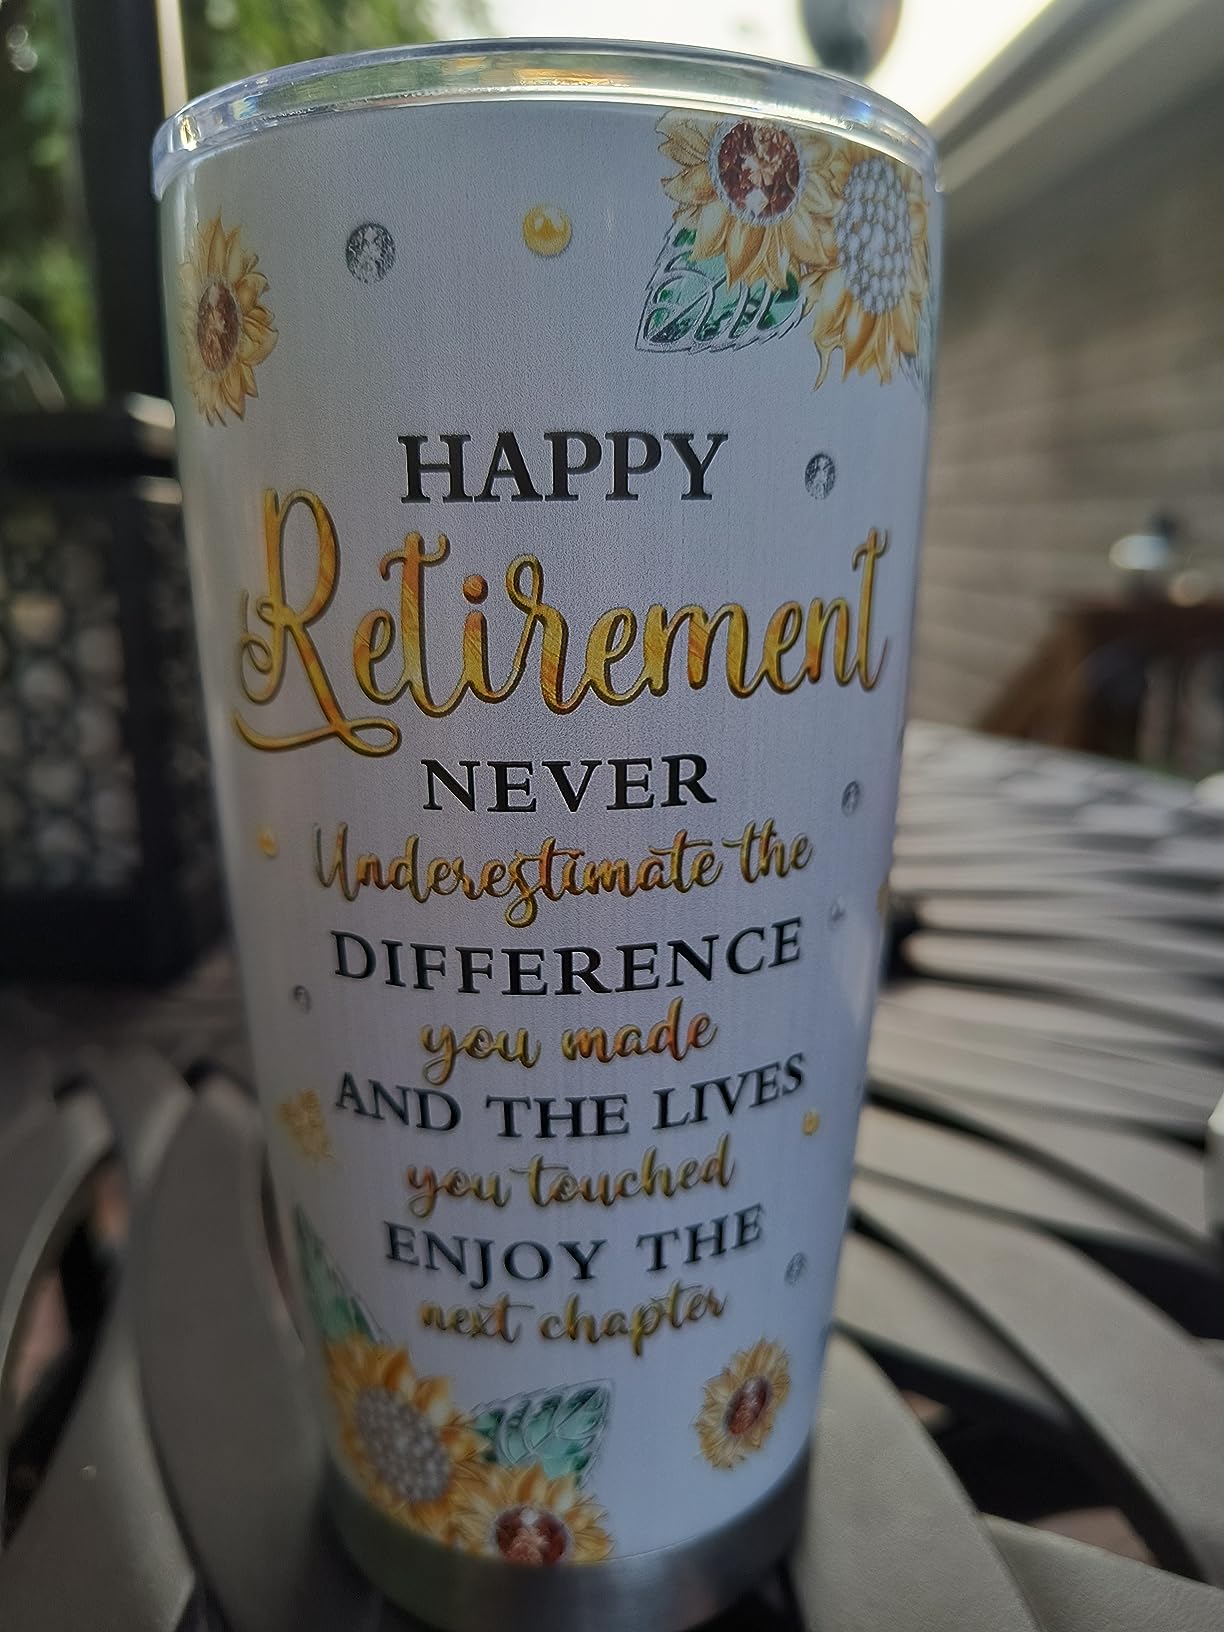 HAPPY
Retirement
NEVER
Underestimate the
DIFFERENCE
you made
AND THE LIVES
you touched
ENJOY THE
next chapter